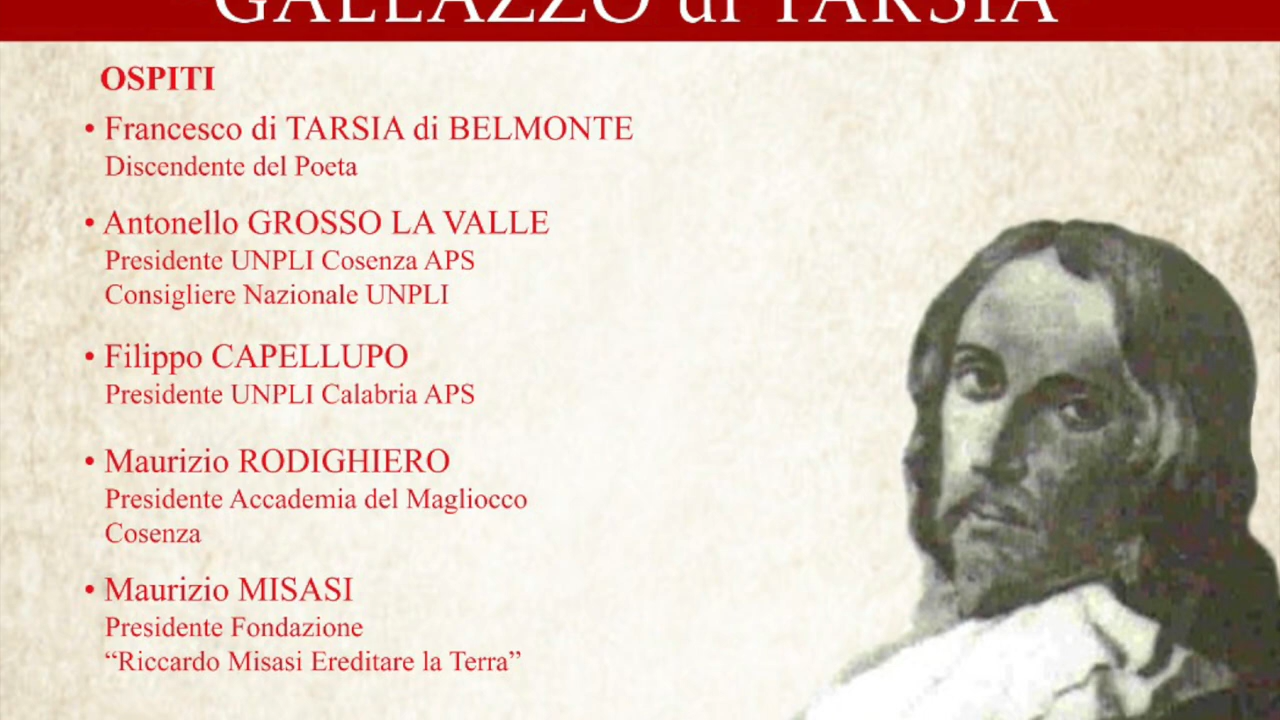 GALEAZZO di TARSIA
OSPITI
• Francesco di TARSIA di BELMONTE
Discendente del Poeta
• Antonello GROSSO LA VALLE
Presidente UNPLI Cosenza APS
Consigliere Nazionale UNPLI
• Filippo CAPELLUPO
Presidente UNPLI Calabria APS
• Maurizio RODIGHIERO
Presidente Accademia del Magliocco
Cosenza
• Maurizio MISASI
Presidente Fondazione
“Riccardo Misasi Ereditare la Terra”